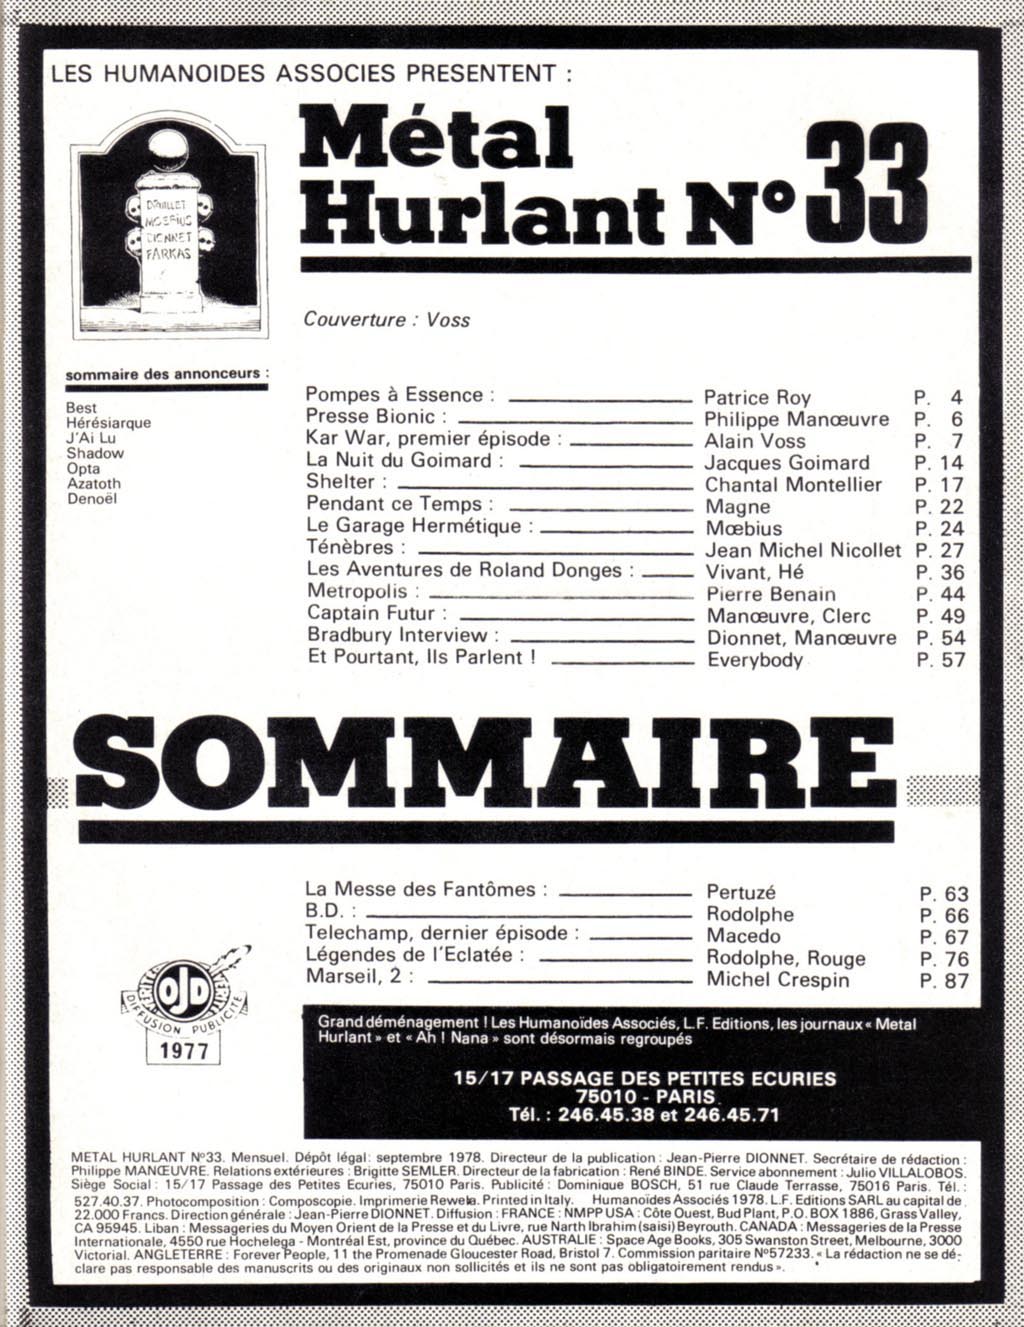 LES HUMANOIDES ASSOCIES PRESENTENT :
Métal
Hurlant N° 33
DRUILLET
MOEBIUS
DIONNET
FARKAS
Couverture : Voss
sommaire des annonceurs :
Best
Hérésiarque
J'Ai Lu
Shadow
Opta
Azatoth
Denoël
Pompes à Essence : Patrice Roy P. 4
Presse Bionic : Philippe Manœuvre P. 6
Kar War, premier épisode : Alain Voss P. 7
La Nuit du Goimard : Jacques Goimard P. 14
Shelter : Chantal Montellier P. 17
Pendant ce Temps : Magne P. 22
Le Garage Hermétique : Mœbius P. 24
Ténèbres : Jean Michel Nicollet P. 27
Les Aventures de Roland Donges : Vivant, Hé P. 36
Metropolis : Pierre Benain P. 44
Captain Futur : Manœuvre, Clerc P. 49
Bradbury Interview : Dionnet, Manœuvre P. 54
Et Pourtant, Ils Parlent ! Everybody P. 57
SOMMAIRE
La Messe des Fantômes : Pertuzé P. 63
B.D. : Rodolphe P. 66
Telechamp, dernier épisode : Macedo P. 67
Légendes de l'Eclatée : Rodolphe, Rouge P. 76
Marseil, 2 : Michel Crespin P. 87
OJD
DIFFUSION PUBLICITÉ
1977
Grand déménagement ! Les Humanoïdes Associés, L.F. Editions, les journaux « Metal
Hurlant » et « Ah ! Nana » sont désormais regroupés
15/17 PASSAGE DES PETITES ECURIES
75010 - PARIS.
Tél. : 246.45.38 et 246.45.71
METAL HURLANT N°33. Mensuel. Dépôt légal: septembre 1978. Directeur de la publication : Jean-Pierre DIONNET. Secrétaire de rédaction :
Philippe MANŒUVRE. Relations extérieures : Brigitte SEMLER. Directeur de la fabrication : René BINDE. Service abonnement : Julio VILLALOBOS.
Siège Social : 15/17 Passage des Petites Ecuries, 75010 Paris. Publicité : Dominique BOSCH, 51 rue Claude Terrasse, 75016 Paris. Tél. :
527.40.37. Photocomposition : Composcopie. Imprimerie Reweba. Printed in Italy. Humanoïdes Associés 1978. L.F. Editions SARL au capital de
22.000 Francs. Direction générale : Jean-Pierre DIONNET. Diffusion : FRANCE : NMPP USA : Côte Ouest, Bud Plant, P.O. BOX 1886, Grass Valley,
CA 95945. Liban : Messageries du Moyen Orient de la Presse et du Livre, rue Narth Ibrahim (saisi) Beyrouth. CANADA : Messageries de la Presse
Internationale, 4550 rue Hochelega - Montréal Est, province du Québec. AUSTRALIE : Space Age Books, 305 Swanston Street, Melbourne, 3000
Victorial. ANGLETERRE : Forever People, 11 the Promenade Gloucester Road, Bristol 7. Commission paritaire N°57233. « La rédaction ne se dé-
clare pas responsable des manuscrits ou des originaux non sollicités et ils ne sont pas obligatoirement rendus ».